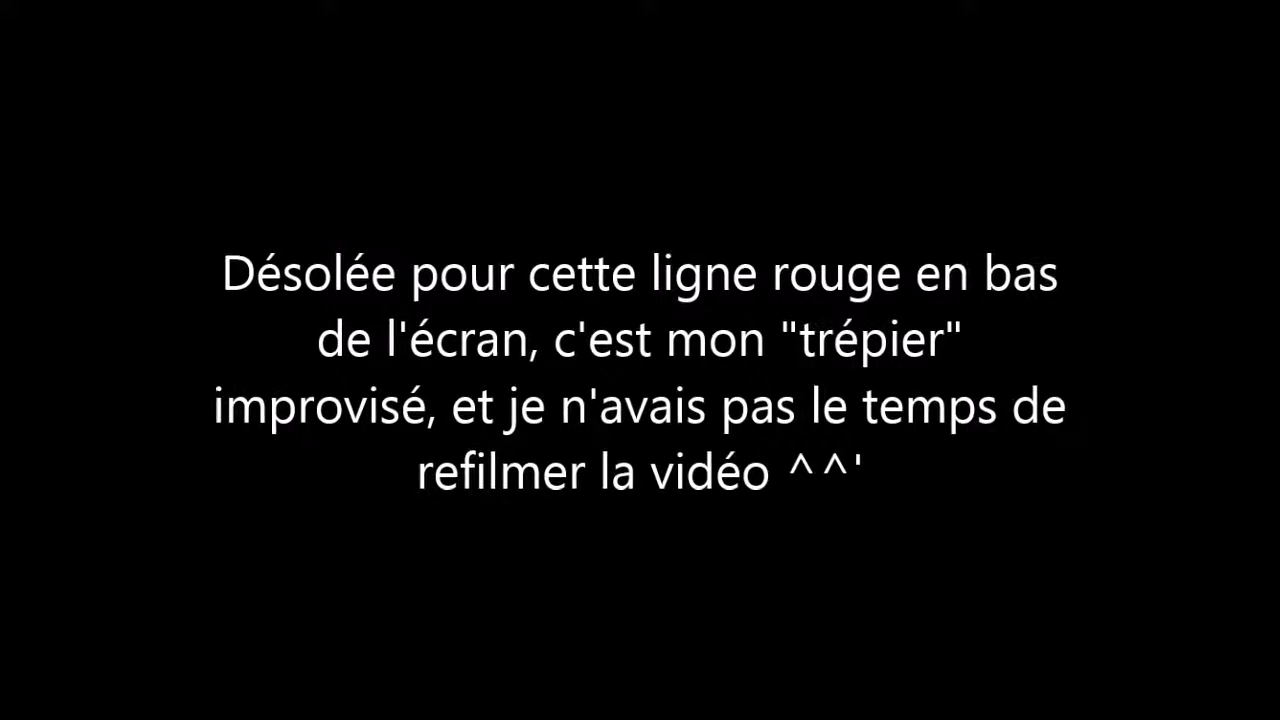 Désolée pour cette ligne rouge en bas
de l'écran, c'est mon "trépier"
improvisé, et je n'avais pas le temps de
refilmer la vidéo ^^'